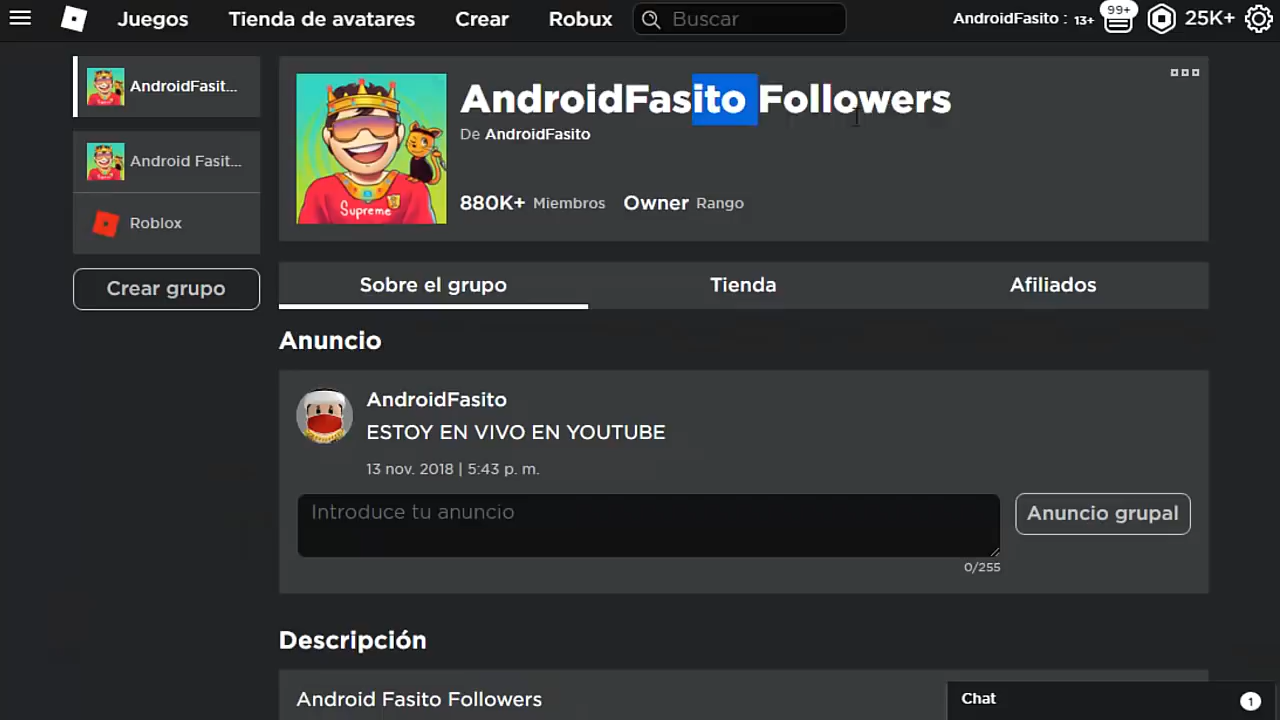 Juegos
Tienda de avatares
Crear
Robux
Buscar
AndroidFasito : 13+
99+
25K+
AndroidFasit...
Android Fasit...
Roblox
Crear grupo
Supreme
AndroidFasito Followers
De AndroidFasito
880K+ Miembros
Owner Rango
Sobre el grupo
Tienda
Afiliados
Anuncio
AndroidFasito
ESTOY EN VIVO EN YOUTUBE
13 nov. 2018 | 5:43 p. m.
Introduce tu anuncio
Anuncio grupal
0/255
Descripción
Android Fasito Followers
Chat
1